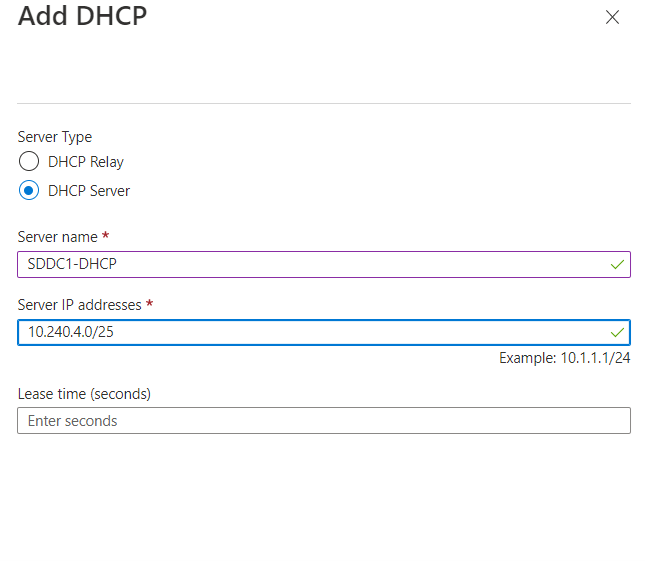 Add DHCP
Server Type
DHCP Relay
DHCP Server
Server name *
SDDC1-DHCP
Server IP addresses *
10.240.4.0/25
Example: 10.1.1.1/24
Lease time (seconds)
Enter seconds